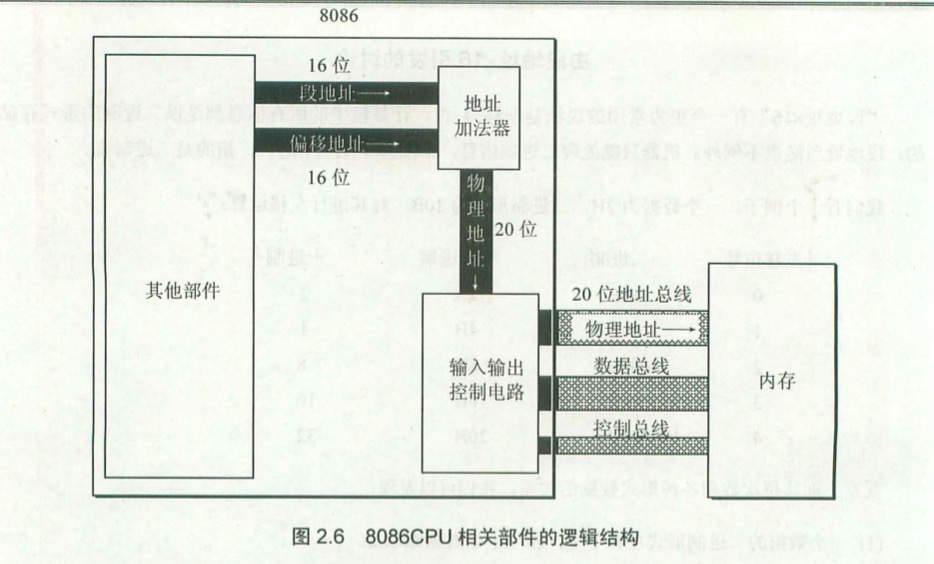 8086
16 位
段地址
偏移地址
16 位
地址
加法器
物理地址
20 位
其他部件
输入输出
控制电路
20 位地址总线
物理地址
数据总线
控制总线
内存
图 2.6 8086CPU 相关部件的逻辑结构